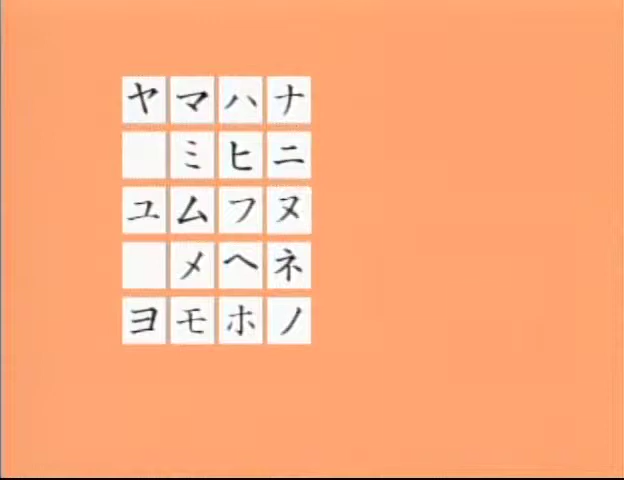 ヤ マ ハ ナ
ミ ヒ ニ
ユ ム フ ヌ
メ ヘ ネ
ヨ モ ホ ノ